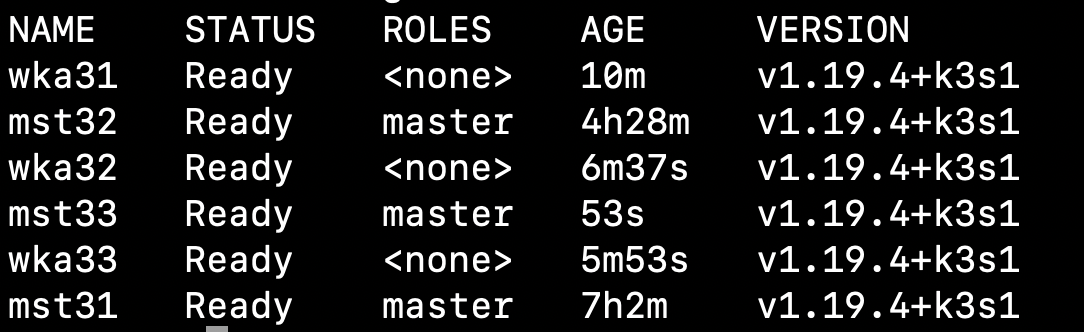 NAME STATUS ROLES AGE VERSION
wka31 Ready <none> 10m v1.19.4+k3s1
mst32 Ready master 4h28m v1.19.4+k3s1
wka32 Ready <none> 6m37s v1.19.4+k3s1
mst33 Ready master 53s v1.19.4+k3s1
wka33 Ready <none> 5m53s v1.19.4+k3s1
mst31 Ready master 7h2m v1.19.4+k3s1